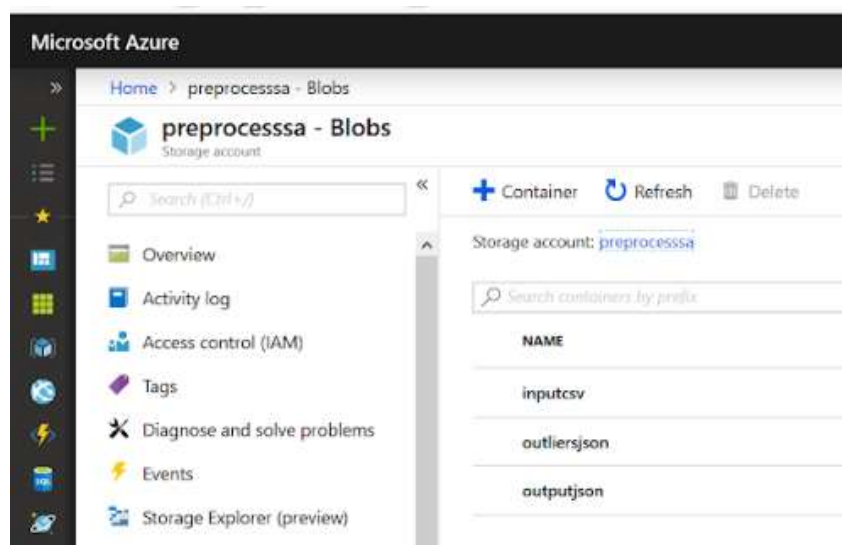 Microsoft Azure
Home > preprocesssa - Blobs
preprocesssa - Blobs
Storage account
Search (Ctrl+/)
Overview
Activity log
Access control (IAM)
Tags
Diagnose and solve problems
Events
Storage Explorer (preview)
Container Refresh Delete
Storage account: preprocesssa
Search containers by prefix
NAME
inputcsv
outliersjson
outputjson